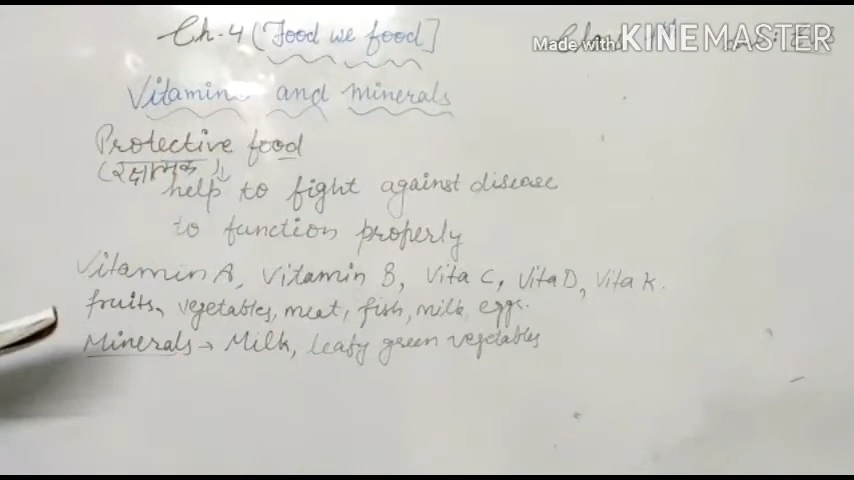 Ch-4 (Food we food]
Made with KINEMASTER
Vitamins and minerals
Protective food
(रक्षात्मक)
help to fight against disease
to function properly
Vitamin A, Vitamin B, Vita C, Vita D, Vita K.
fruits, vegetables, meat, fish, milk, eggs.
Minerals → Milk, leafy green vegetables